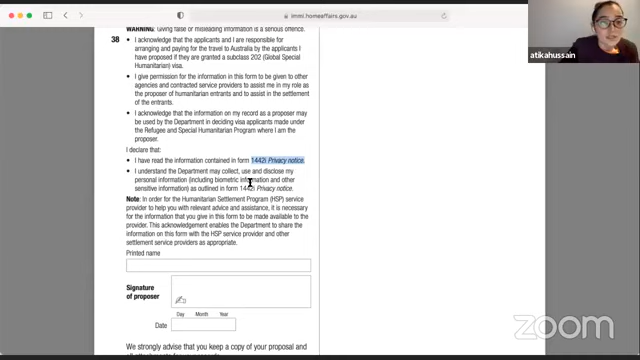 immi.homeaffairs.gov.au
WARNING: Giving false or misleading information is a serious offence.
38
• I acknowledge that the applicants and I are responsible for
arranging and paying for the travel to Australia by the applicants I
have proposed if they are granted a subclass 202 (Global Special
Humanitarian) visa.
• I give permission for the information in this form to be given to other
agencies and contracted service providers to assist me in my role as
the proposer of humanitarian entrants and to assist in the settlement
of the entrants.
• I acknowledge that the information on my record as a proposer may
be used by the Department in deciding visa applicants made under
the Refugee and Special Humanitarian Program where I am the
proposer.
I declare that:
• I have read the information contained in form 1442i Privacy notice.
• I understand the Department may collect, use and disclose my
personal information (including biometric information and other
sensitive information) as outlined in form 1442i Privacy notice.
Note: In order for the Humanitarian Settlement Program (HSP) service
provider to help you with relevant advice and assistance, it is necessary
for the information that you give in this form to be made available to the
provider. This acknowledgement enables the Department to share the
information on this form with the HSP service provider and other
settlement service providers as appropriate.
Printed name
Signature
of proposer
Day Month Year
Date
We strongly advise that you keep a copy of your proposal and
atikahussain
zoom